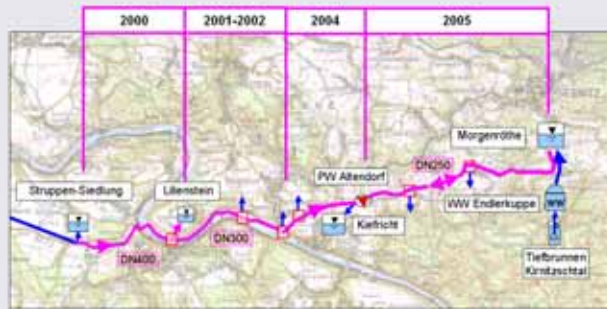 2000
2001-2002
2004
2005
Morgenröthe
PW Altendorf
DN250
Struppen-Siedlung
Lilienstein
WW Endlerkuppe
Kiefricht
WW
DN300
DN400
Tiefbrunnen
Kirnitzschtal